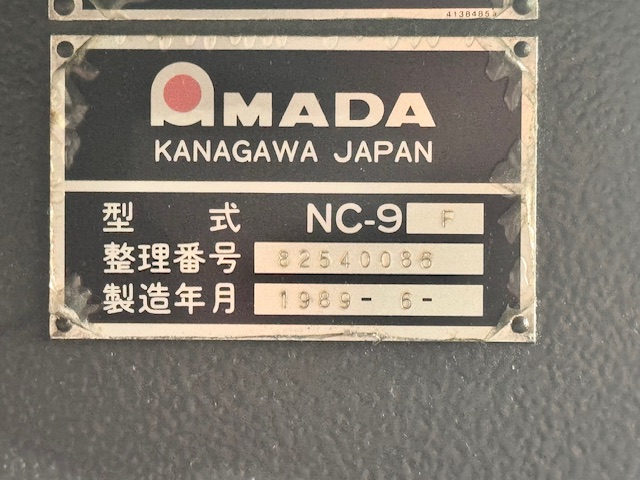 4138485a
AMADA
KANAGAWA JAPAN
型 式 NC-9 F
整理番号 82540086
製造年月 1989- 6-